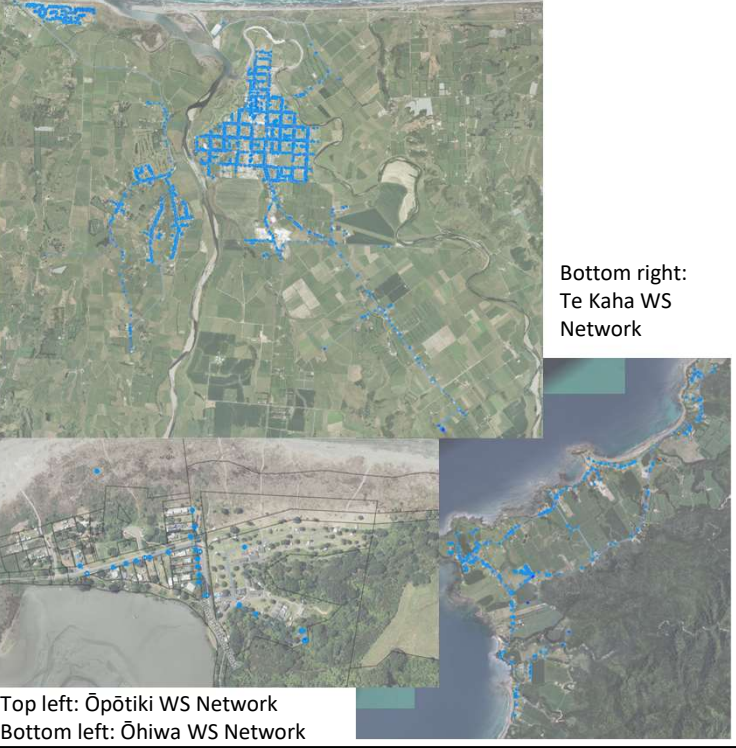 Bottom right:
Te Kaha WS
Network
Top left: Ōpōtiki WS Network
Bottom left: Ōhiwa WS Network